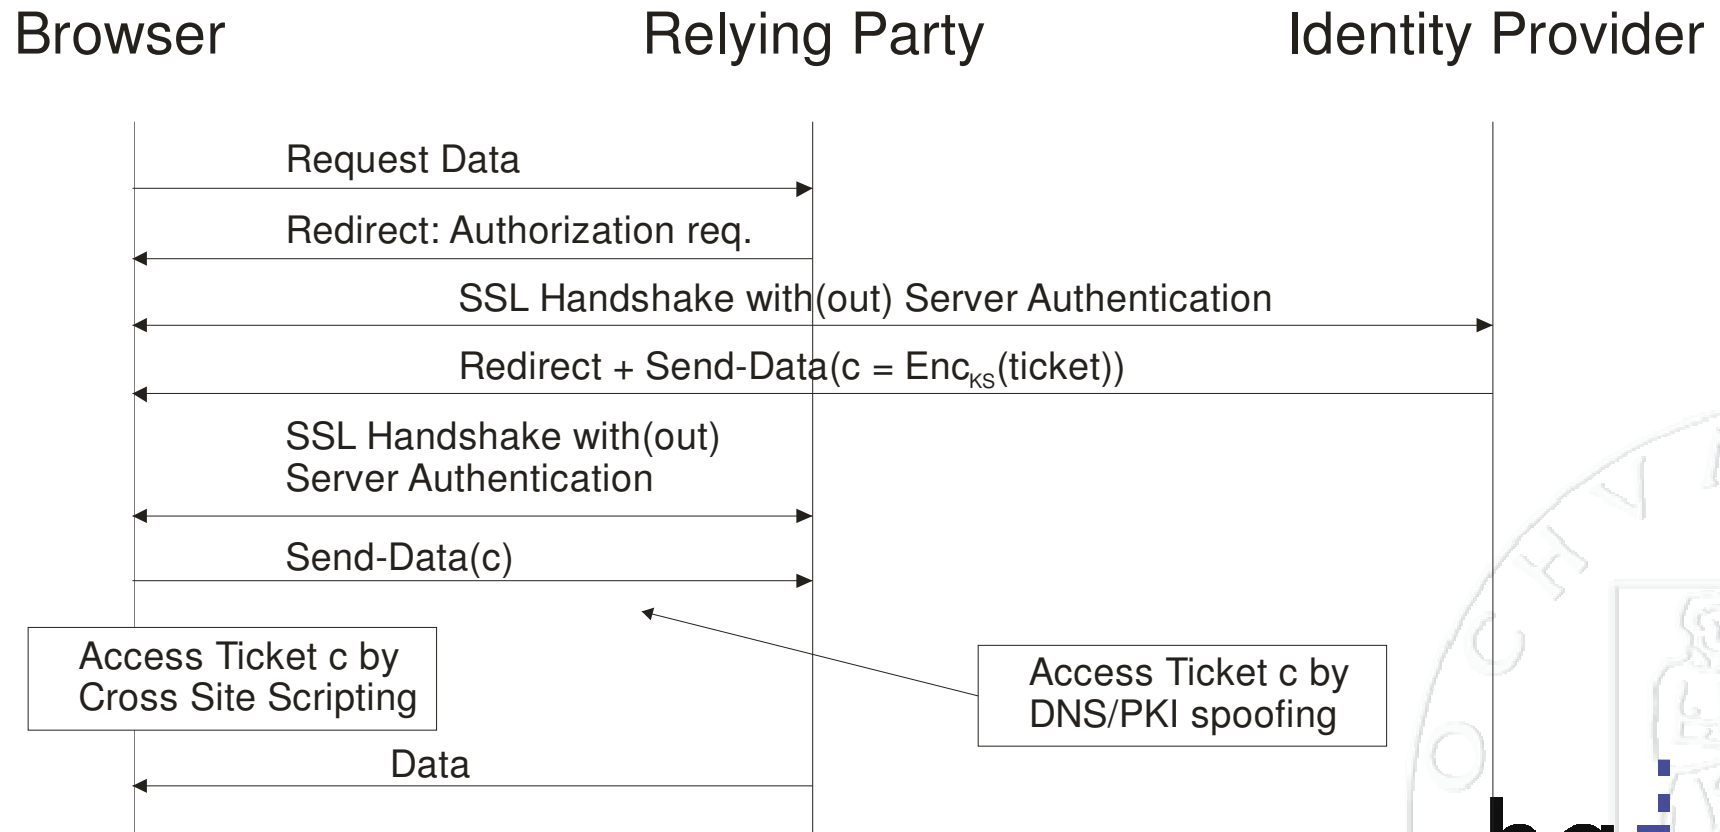 Browser
Relying Party
Identity Provider
Request Data
Redirect: Authorization req.
SSL Handshake with(out) Server Authentication
Redirect + Send-Data(c = EncKS(ticket))
SSL Handshake with(out)
Server Authentication
Send-Data(c)
Access Ticket c by
Cross Site Scripting
Access Ticket c by
DNS/PKI spoofing
Data